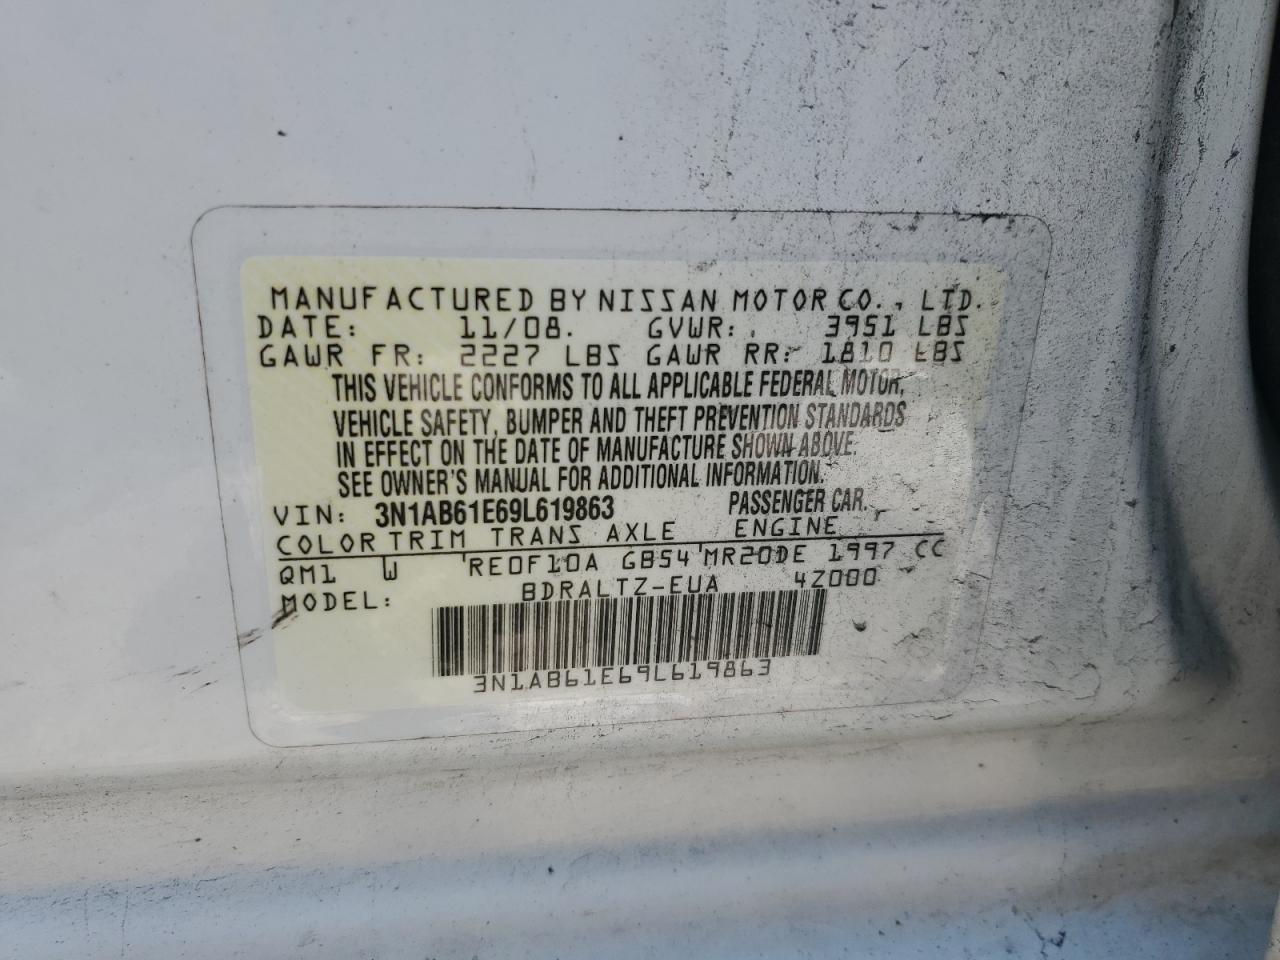 MANUFACTURED BY NISSAN MOTOR CO., LTD.
DATE: 11/08. GVWR: 3951 LBS
GAWR FR: 2227 LBS GAWR RR: 1810 LBS
THIS VEHICLE CONFORMS TO ALL APPLICABLE FEDERAL MOTOR,
VEHICLE SAFETY, BUMPER AND THEFT PREVENTION STANDARDS
IN EFFECT ON THE DATE OF MANUFACTURE SHOWN ABOVE.
SEE OWNER'S MANUAL FOR ADDITIONAL INFORMATION.
VIN: 3N1AB61E69L619863 PASSENGER CAR.
COLOR TRIM TRANS AXLE ENGINE
QM1 W RE0F10A GB54 MR20DE 1997 CC
MODEL: BDRALTZ-EUA 4Z000
3N1AB61E69L619863